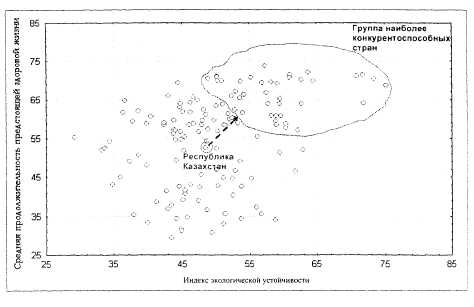 Группа наиболее
конкурентоспособных
стран
Средняя продолжительность предстоящей здоровой жизни
85
75
65
55
45
35
25
Республика
Казахстан
25
35
45
55
65
75
85
Индекс экологической устойчивости